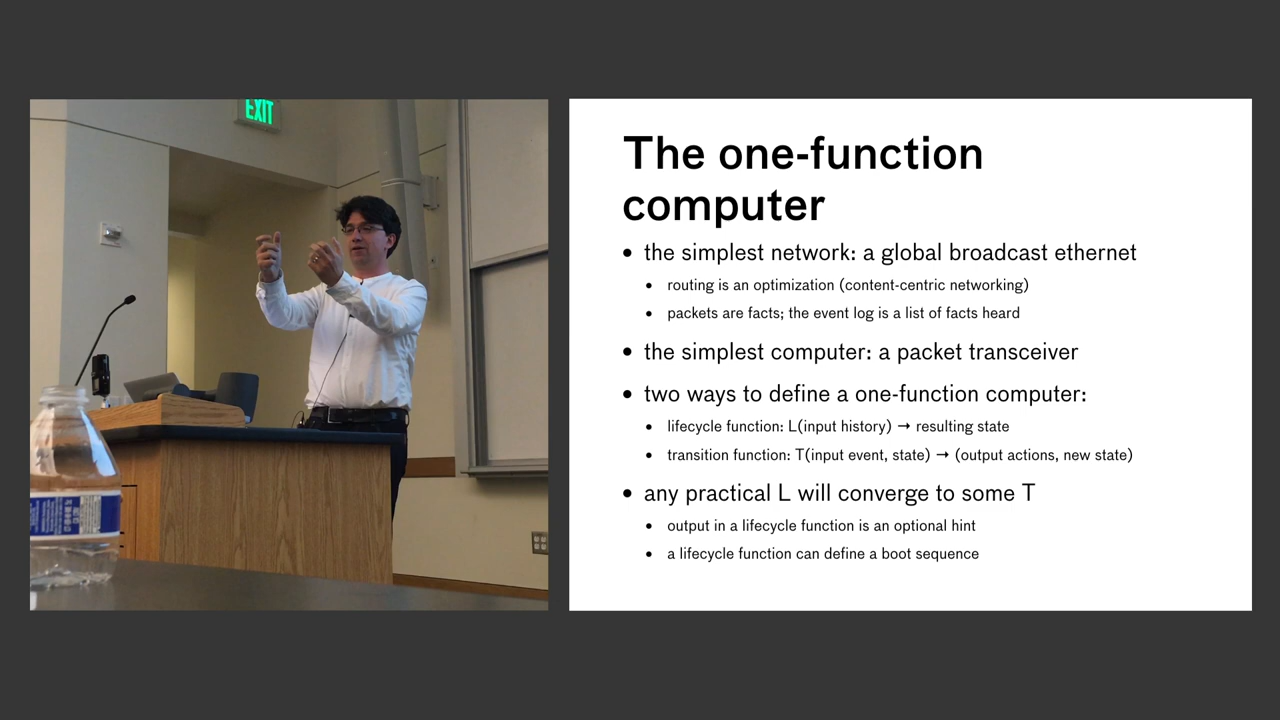 EXIT
The one-function
computer
• the simplest network: a global broadcast ethernet
• routing is an optimization (content-centric networking)
• packets are facts; the event log is a list of facts heard
• the simplest computer: a packet transceiver
• two ways to define a one-function computer:
• lifecycle function: L(input history) → resulting state
• transition function: T(input event, state) → (output actions, new state)
• any practical L will converge to some T
• output in a lifecycle function is an optional hint
• a lifecycle function can define a boot sequence